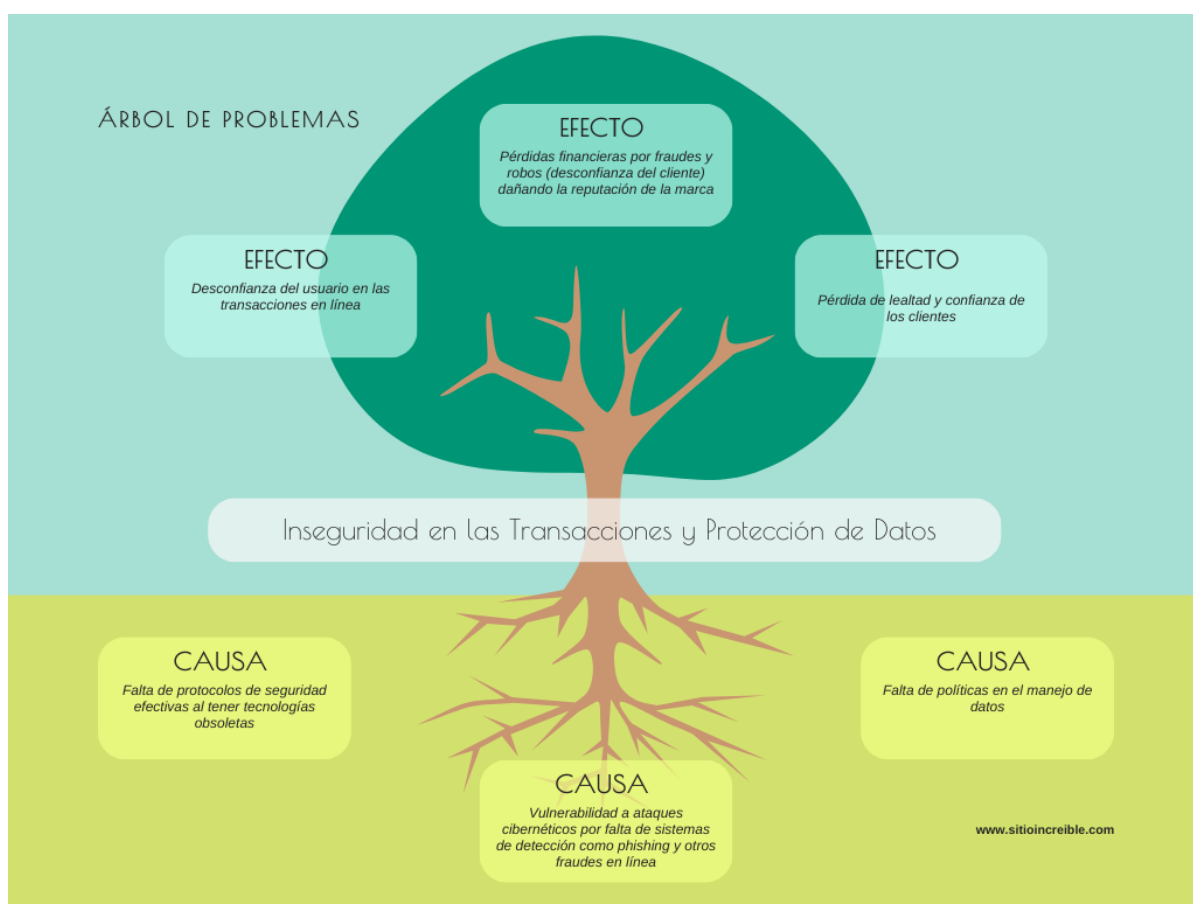 ÁRBOL DE PROBLEMAS
EFECTO
Pérdidas financieras por fraudes y
robos (desconfianza del cliente)
dañando la reputación de la marca
EFECTO
Desconfianza del usuario en las
transacciones en línea
EFECTO
Pérdida de lealtad y confianza de
los clientes
Inseguridad en las Transacciones y Protección de Datos
CAUSA
Falta de protocolos de seguridad
efectivas al tener tecnologías
obsoletas
CAUSA
Falta de políticas en el manejo de
datos
CAUSA
Vulnerabilidad a ataques
cibernéticos por falta de sistemas
de detección como phishing y otros
fraudes en línea
www.sitioincreible.com